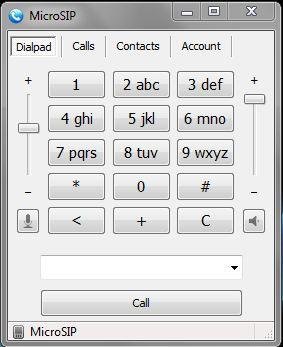 MicroSIP
Dialpad Calls Contacts Account
+ +
1 2 abc 3 def
4 ghi 5 jkl 6 mno
7 pqrs 8 tuv 9 wxyz
* 0 #
− −
< + C
Call
MicroSIP